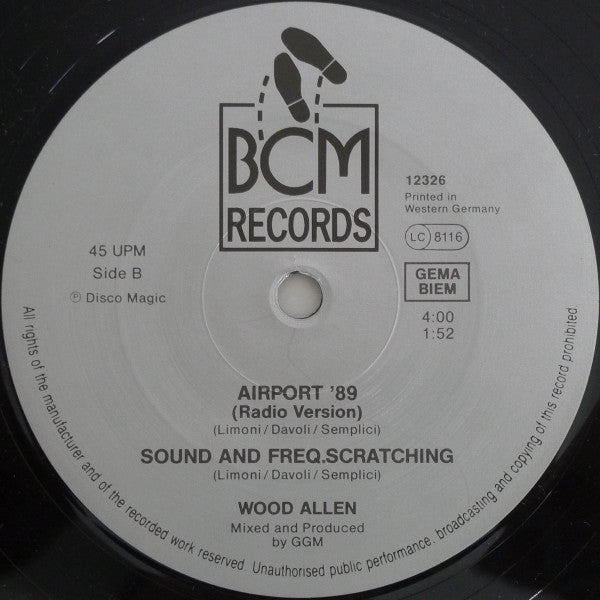 BCM
RECORDS
12326
Printed in
Western Germany
LC 8116
GEMA
BIEM
4:00
1:52
45 UPM
Side B
℗ Disco Magic
AIRPORT '89
(Radio Version)
(Limoni/Davoli/Semplici)
SOUND AND FREQ.SCRATCHING
(Limoni/Davoli/Semplici)
WOOD ALLEN
Mixed and Produced
by GGM
All rights of the manufacturer and of the recorded work reserved. Unauthorised public performance, broadcasting and copying of this record prohibited.